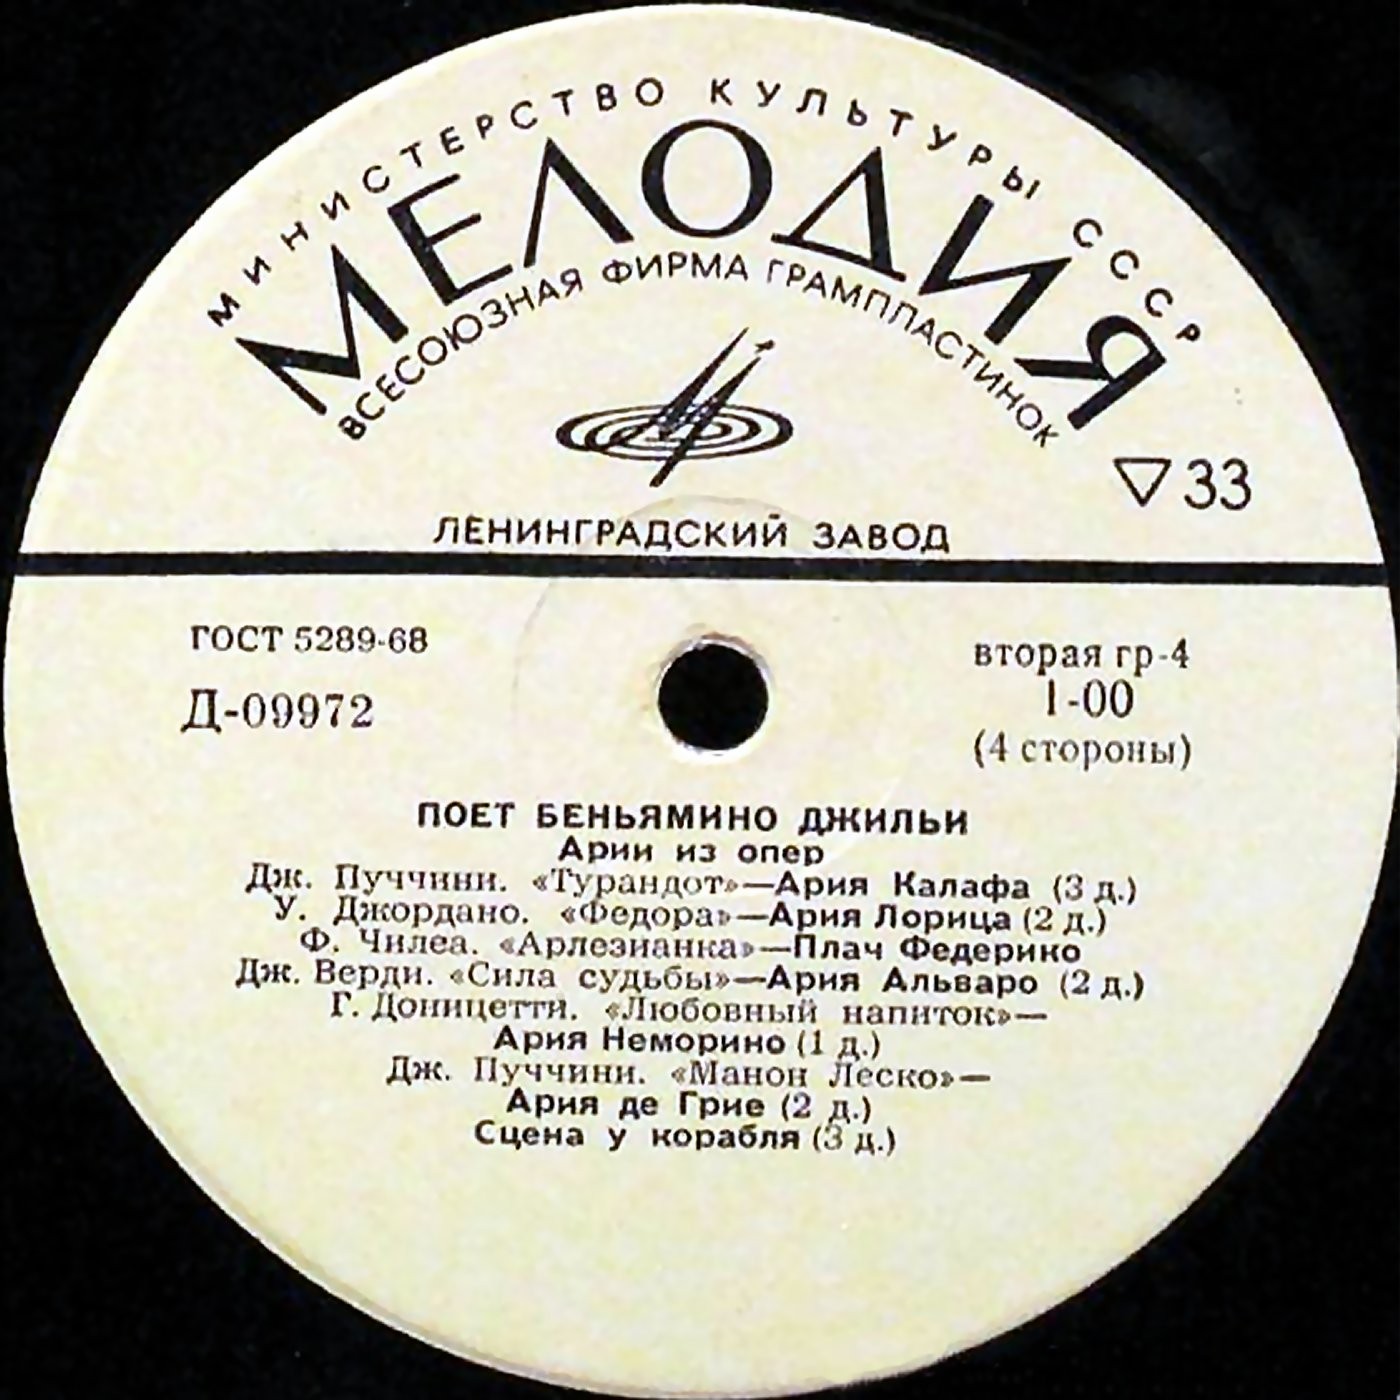 МИНИСТЕРСТВО КУЛЬТУРЫ СССР
МЕЛОДИЯ
ВСЕСОЮЗНАЯ ФИРМА ГРАМПЛАСТИНОК
33
ЛЕНИНГРАДСКИЙ ЗАВОД
ГОСТ 5289-68
Д-09972
вторая гр-4
1-00
(4 стороны)
ПОЕТ БЕНЬЯМИНО ДЖИЛЬИ
Арии из опер
Дж. Пуччини. «Турандот»—Ария Калафа (3 д.)
У. Джордано. «Федора»—Ария Лорица (2 д.)
Ф. Чилеа. «Арлезианка»—Плач Федерико
Дж. Верди. «Сила судьбы»—Ария Альваро (2 д.)
Г. Доницетти. «Любовный напиток»—
Ария Неморино (1 д.)
Дж. Пуччини. «Манон Леско»—
Ария де Грие (2 д.)
Сцена у корабля (3 д.)